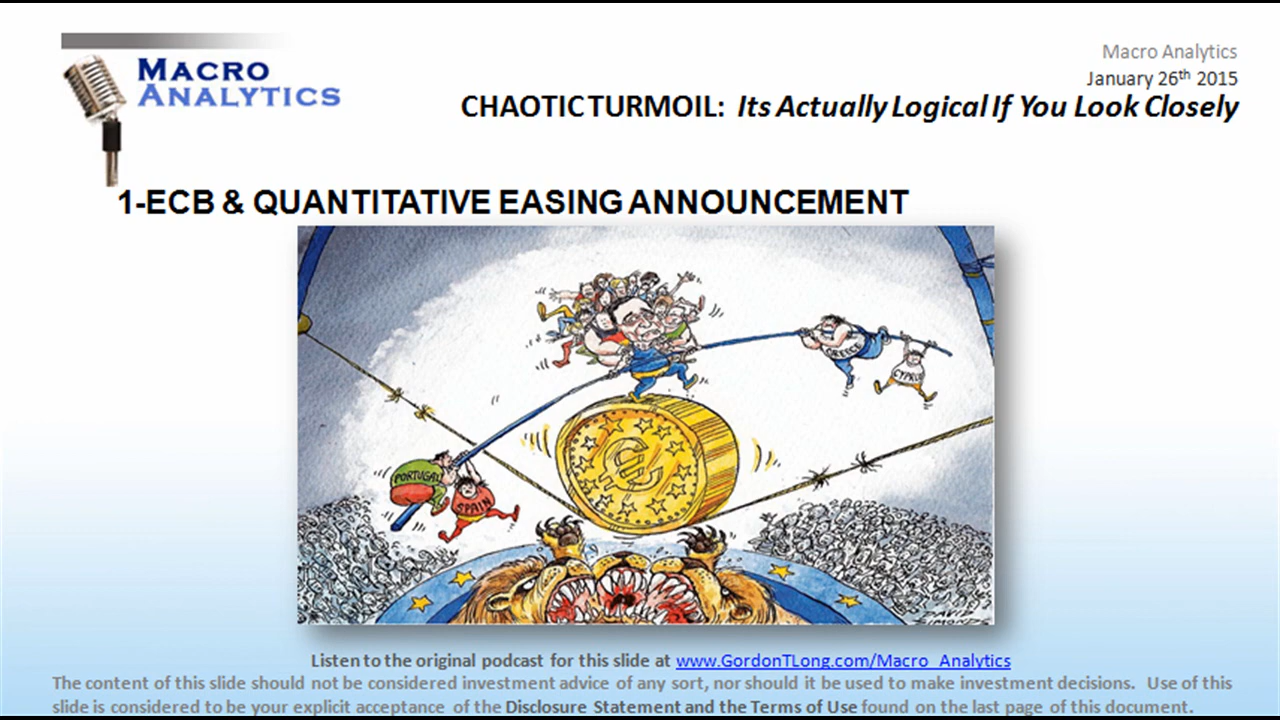 MACRO
ANALYTICS
Macro Analytics
January 26th 2015
CHAOTIC TURMOIL: Its Actually Logical If You Look Closely
1-ECB & QUANTITATIVE EASING ANNOUNCEMENT
GREECE
CYPRUS
PORTUGAL
SPAIN
€
DAVID
SIMONDS
Listen to the original podcast for this slide at www.GordonTLong.com/Macro_Analytics
The content of this slide should not be considered investment advice of any sort, nor should it be used to make investment decisions. Use of this
slide is considered to be your explicit acceptance of the Disclosure Statement and the Terms of Use found on the last page of this document.